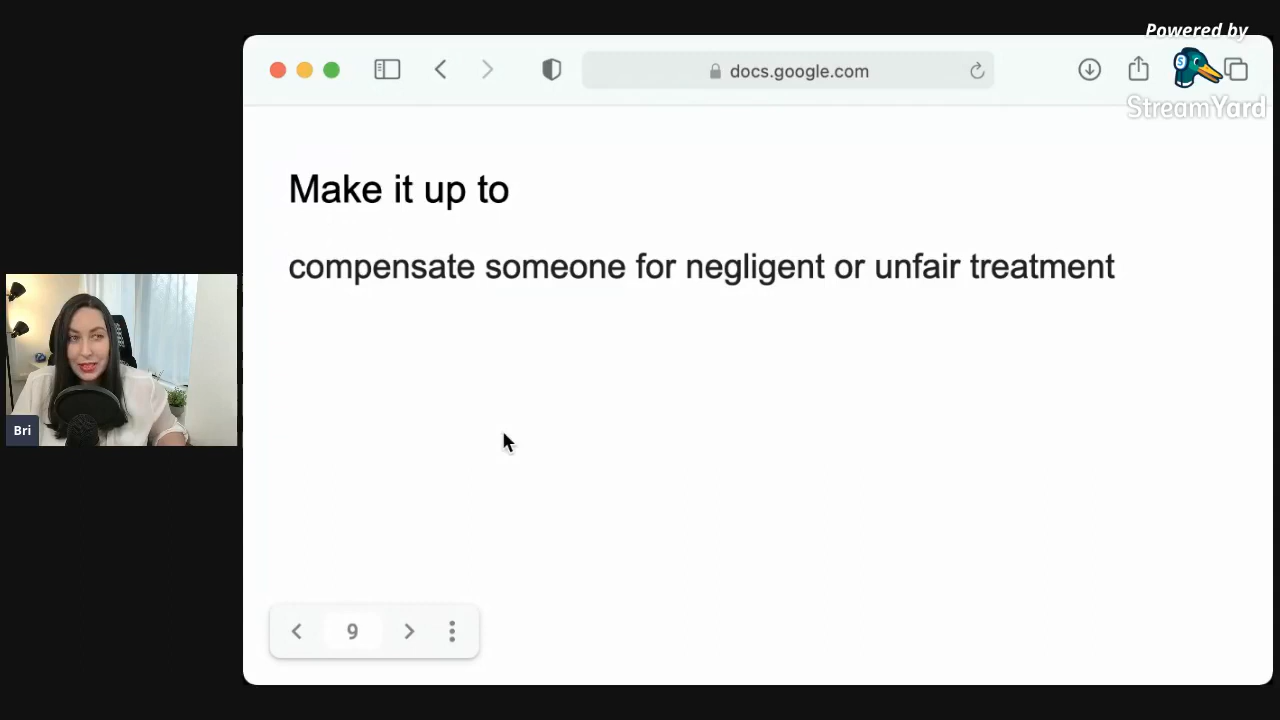 Powered by
docs.google.com
S
StreamYard
Make it up to
compensate someone for negligent or unfair treatment
Bri
9